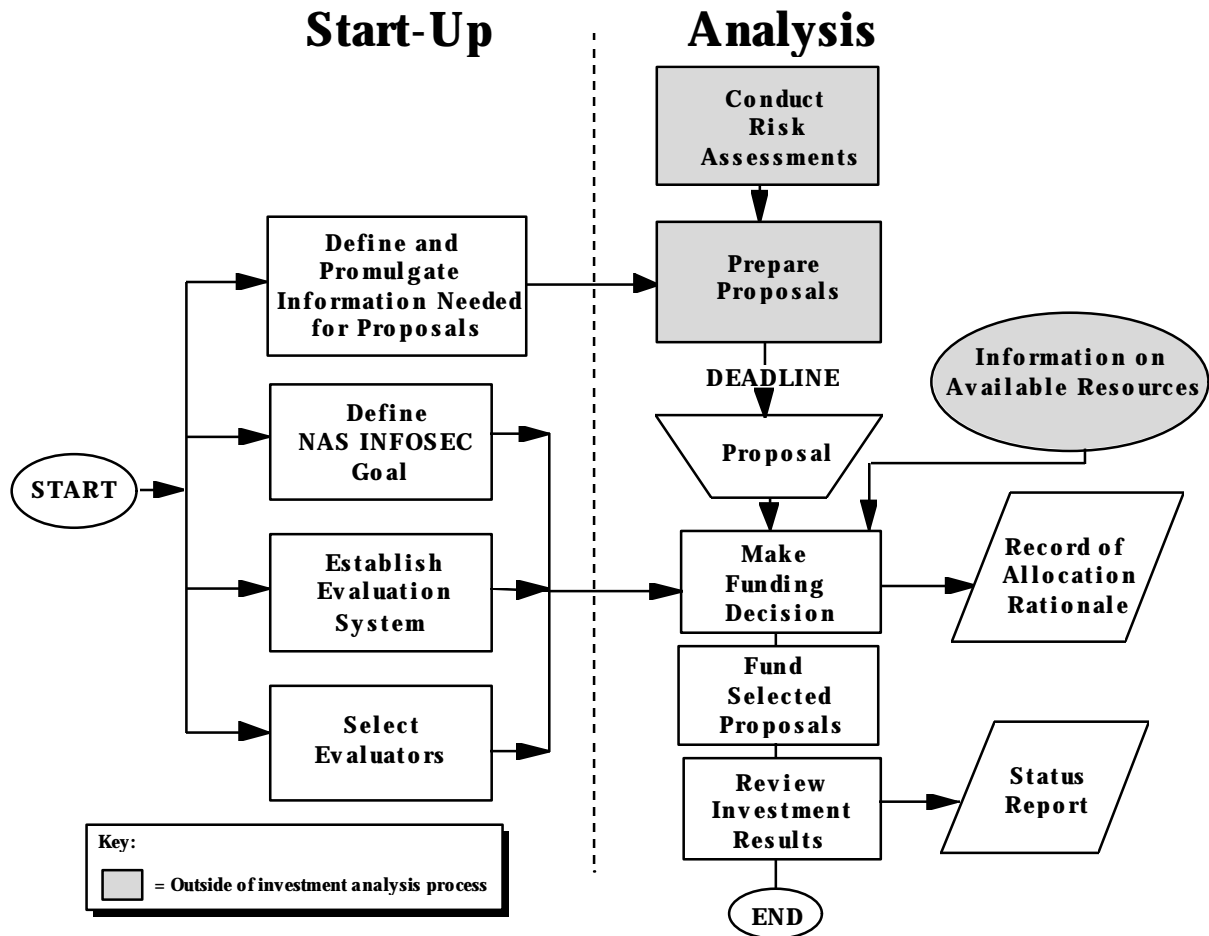 Start-Up
Analysis
Conduct
Risk
Assessments
Define and
Promulgate
Information Needed
for Proposals
Prepare
Proposals
DEADLINE
Information on
Available Resources
Define
NAS INFOSEC
Goal
Proposal
START
Establish
Evaluation
System
Make
Funding
Decision
Record of
Allocation
Rationale
Fund
Selected
Proposals
Select
Evaluators
Review
Investment
Results
Status
Report
Key:
= Outside of investment analysis process
END